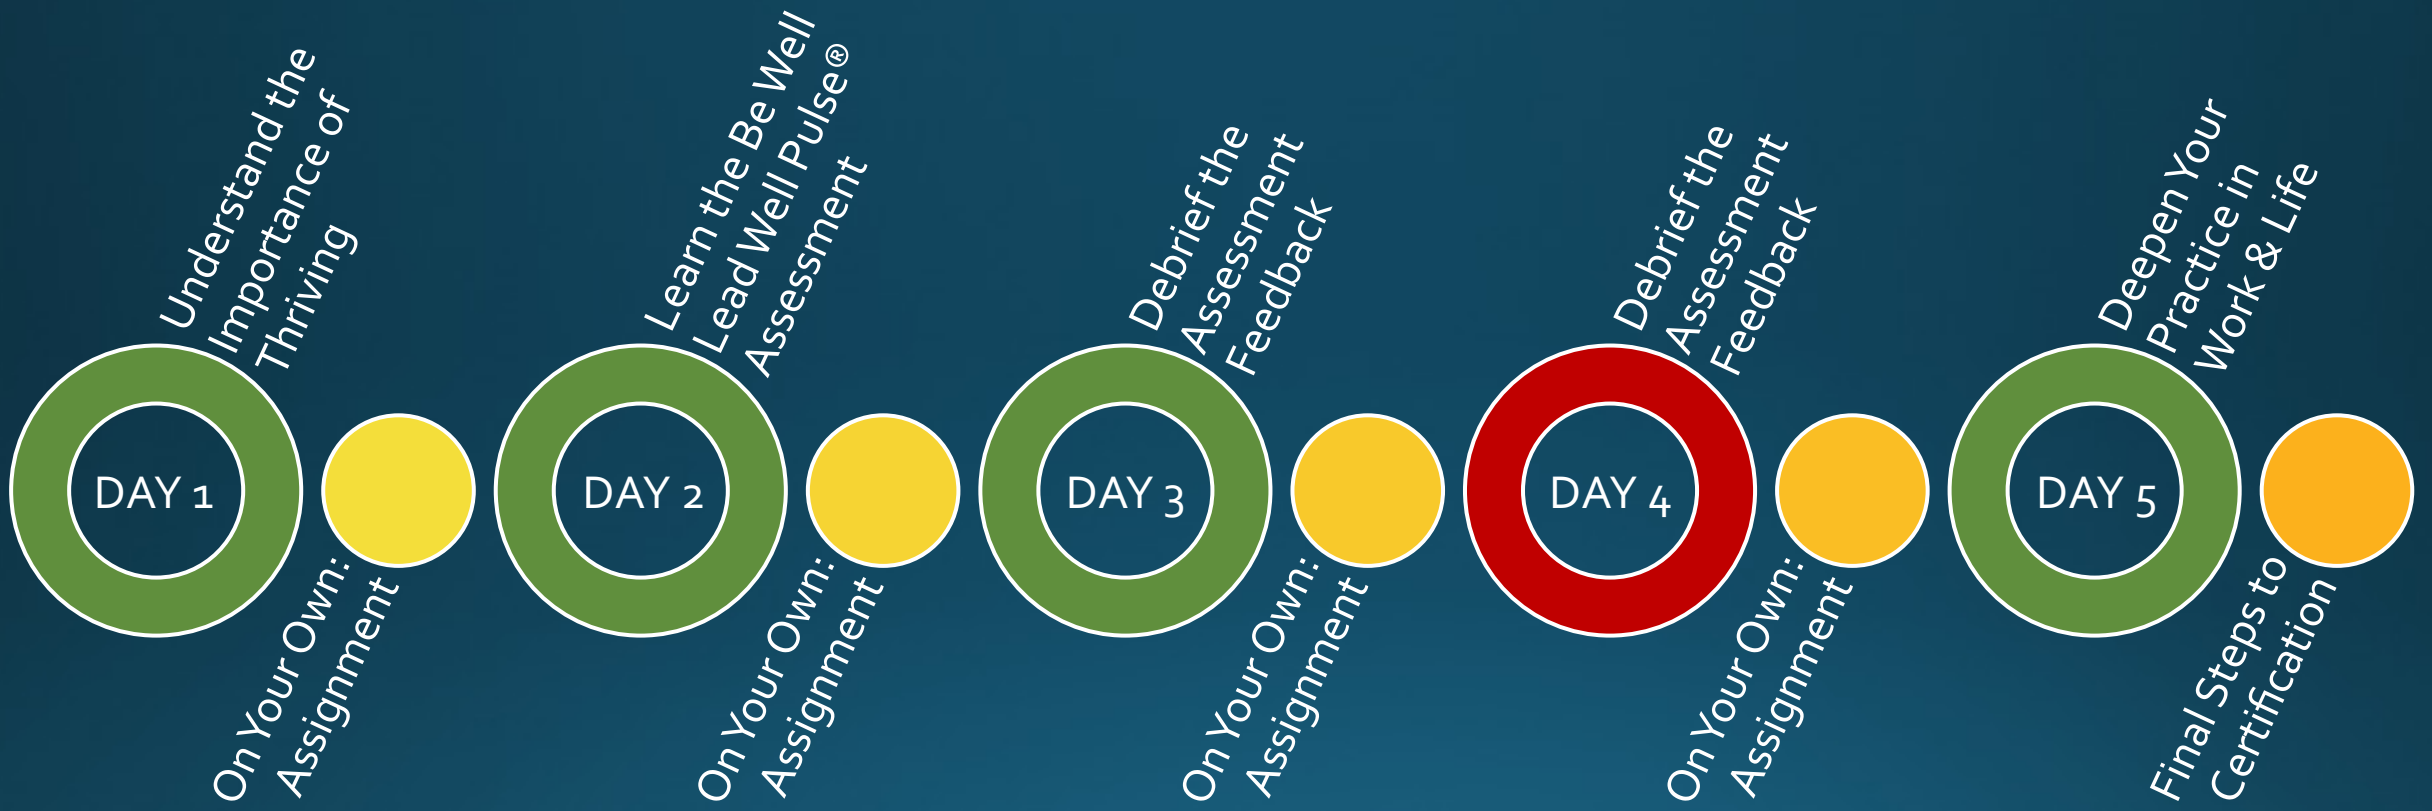 Understand the
Importance of
Thriving
DAY 1
On Your Own:
Assignment
Learn the Be Well
Lead Well Pulse®
Assessment
DAY 2
On Your Own:
Assignment
Debrief the
Assessment
Feedback
DAY 3
On Your Own:
Assignment
Debrief the
Assessment
Feedback
DAY 4
On Your Own:
Assignment
Deepen Your
Practice in
Work & Life
DAY 5
Final Steps to
Certification